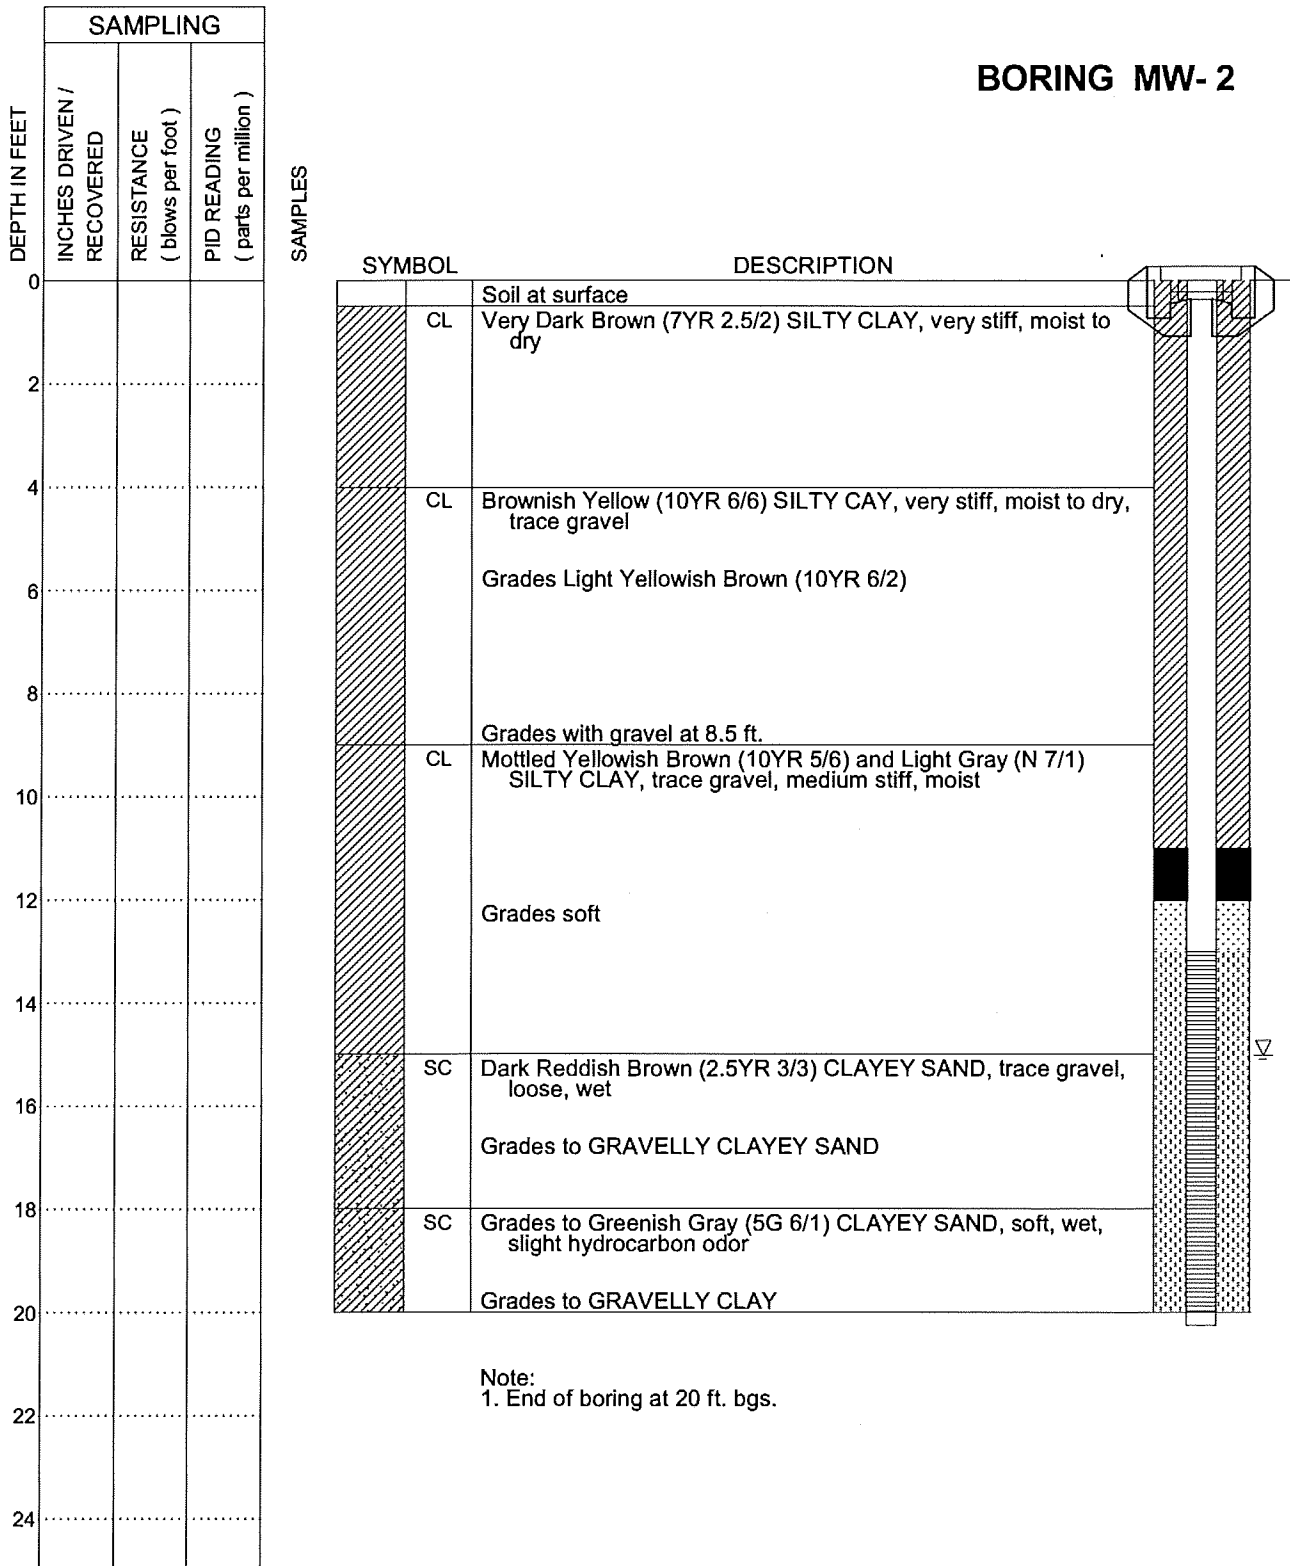 SAMPLING
BORING MW- 2
DEPTH IN FEET
INCHES DRIVEN /
RECOVERED
RESISTANCE
( blows per foot )
PID READING
( parts per million )
SAMPLES
SYMBOL DESCRIPTION
0
Soil at surface
CL Very Dark Brown (7YR 2.5/2) SILTY CLAY, very stiff, moist to
dry
2
4
CL Brownish Yellow (10YR 6/6) SILTY CAY, very stiff, moist to dry,
trace gravel
Grades Light Yellowish Brown (10YR 6/2)
6
8
Grades with gravel at 8.5 ft.
CL Mottled Yellowish Brown (10YR 5/6) and Light Gray (N 7/1)
SILTY CLAY, trace gravel, medium stiff, moist
10
12
Grades soft
14
SC Dark Reddish Brown (2.5YR 3/3) CLAYEY SAND, trace gravel,
loose, wet
16
Grades to GRAVELLY CLAYEY SAND
18
SC Grades to Greenish Gray (5G 6/1) CLAYEY SAND, soft, wet,
slight hydrocarbon odor
Grades to GRAVELLY CLAY
20
Note:
1. End of boring at 20 ft. bgs.
22
24